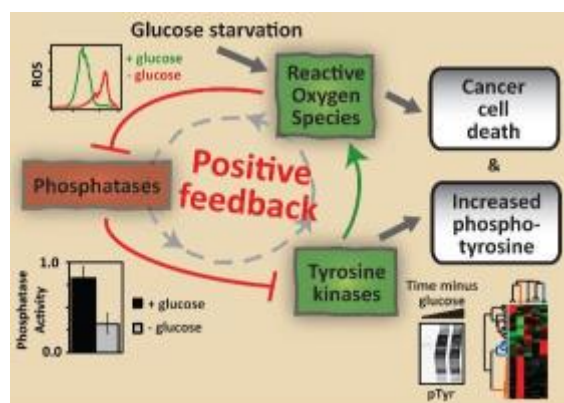 Glucose starvation
ROS
+ glucose
- glucose
Reactive
Oxygen
Species
Cancer
cell
death
&
Phosphatases
Positive
feedback
Increased
phospho-
tyrosine
Tyrosine
kinases
Phosphatase
Activity
1.0
0.0
+ glucose
- glucose
Time minus
glucose
pTyr